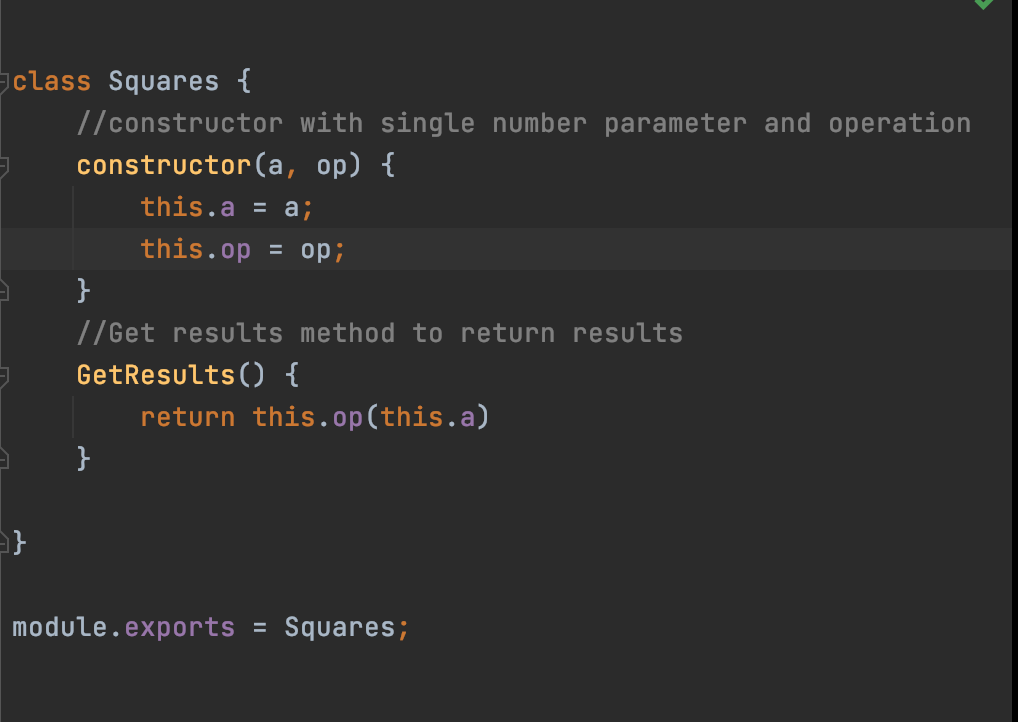 class Squares {
    //constructor with single number parameter and operation
    constructor(a, op) {
        this.a = a;
        this.op = op;
    }
    //Get results method to return results
    GetResults() {
        return this.op(this.a)
    }
}
module.exports = Squares;